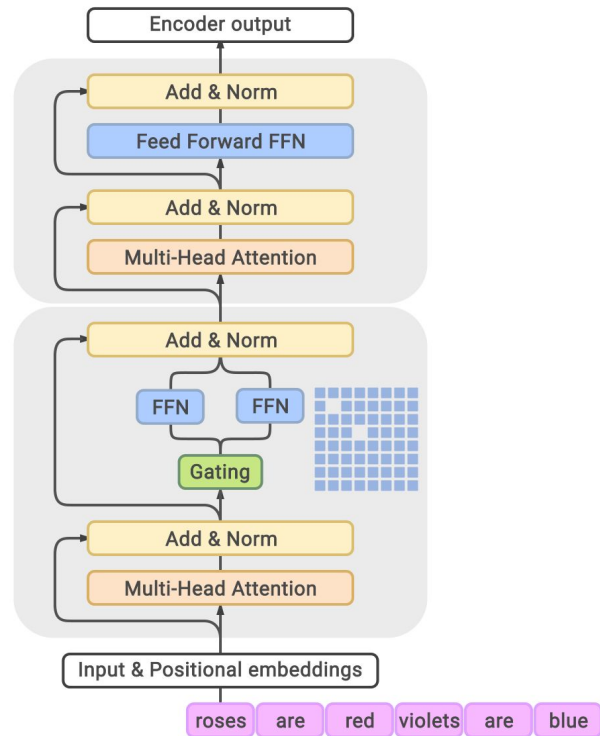 Encoder output
Add & Norm
Feed Forward FFN
Add & Norm
Multi-Head Attention
Add & Norm
FFN FFN
Gating
Add & Norm
Multi-Head Attention
Input & Positional embeddings
roses are red violets are blue